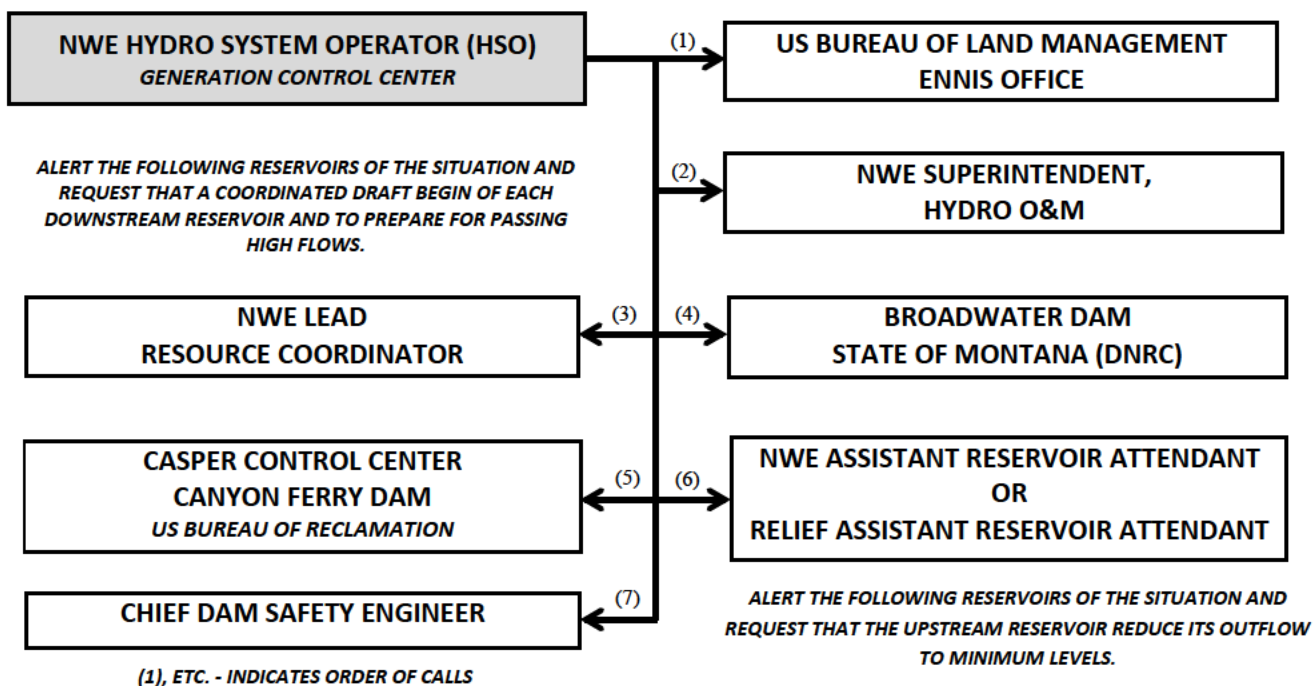 NWE HYDRO SYSTEM OPERATOR (HSO)
GENERATION CONTROL CENTER
(1)
US BUREAU OF LAND MANAGEMENT
ENNIS OFFICE
ALERT THE FOLLOWING RESERVOIRS OF THE SITUATION AND
REQUEST THAT A COORDINATED DRAFT BEGIN OF EACH
DOWNSTREAM RESERVOIR AND TO PREPARE FOR PASSING
HIGH FLOWS.
(2)
NWE SUPERINTENDENT,
HYDRO O&M
NWE LEAD
RESOURCE COORDINATOR
(3)
(4)
BROADWATER DAM
STATE OF MONTANA (DNRC)
CASPER CONTROL CENTER
CANYON FERRY DAM
US BUREAU OF RECLAMATION
(5)
(6)
NWE ASSISTANT RESERVOIR ATTENDANT
OR
RELIEF ASSISTANT RESERVOIR ATTENDANT
CHIEF DAM SAFETY ENGINEER
(7)
ALERT THE FOLLOWING RESERVOIRS OF THE SITUATION AND
REQUEST THAT THE UPSTREAM RESERVOIR REDUCE ITS OUTFLOW
TO MINIMUM LEVELS.
(1), ETC. - INDICATES ORDER OF CALLS